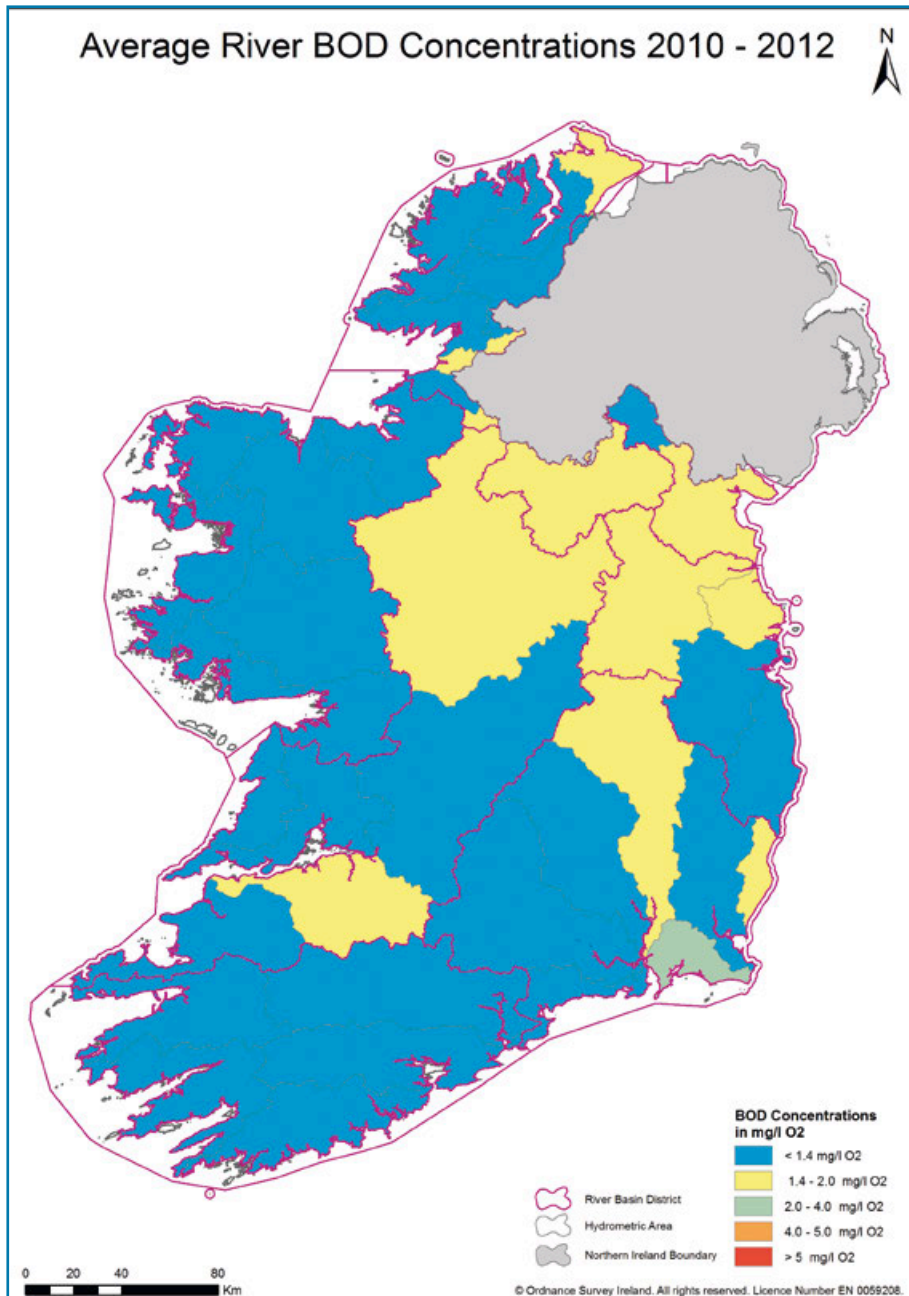 Average River BOD Concentrations 2010 - 2012
N
BOD Concentrations
in mg/l O2
< 1.4 mg/l O2
1.4 - 2.0 mg/l O2
2.0 - 4.0 mg/l O2
4.0 - 5.0 mg/l O2
> 5 mg/l O2
River Basin District
Hydrometric Area
Northern Ireland Boundary
0 20 40 80
Km
© Ordnance Survey Ireland. All rights reserved. Licence Number EN 0059208.